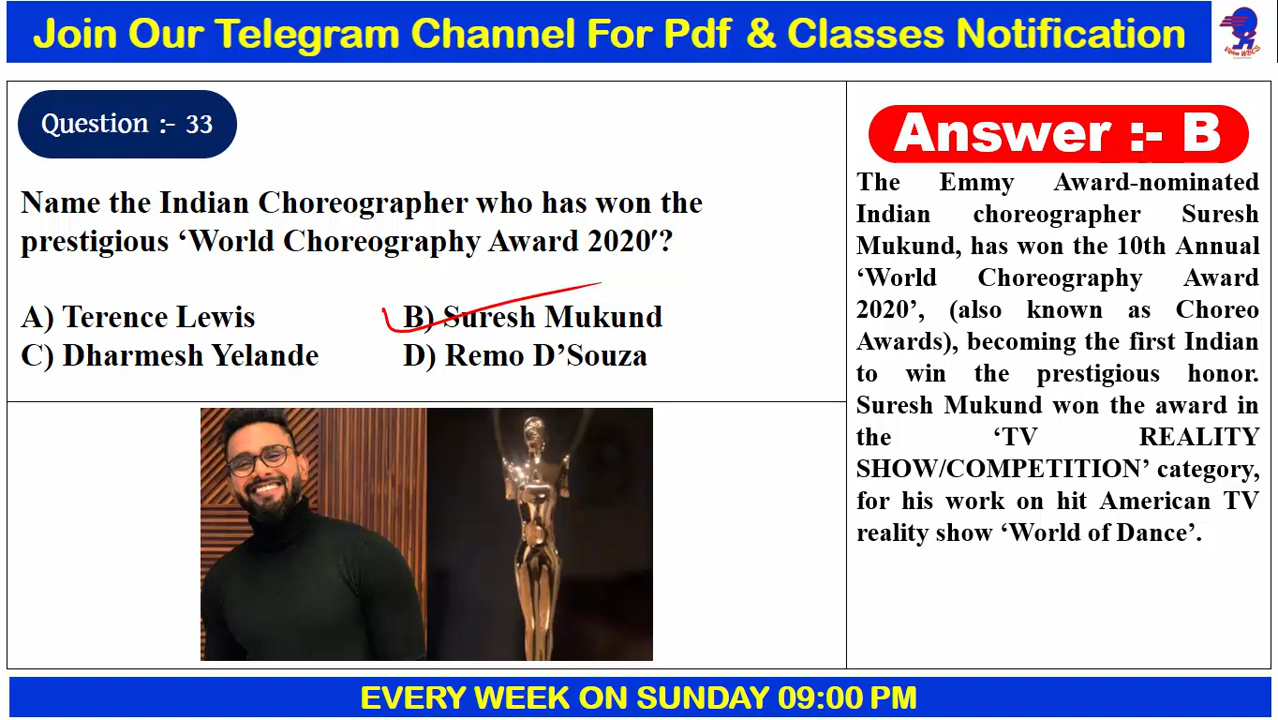 Join Our Telegram Channel For Pdf & Classes Notification
Question :- 33
Name the Indian Choreographer who has won the
prestigious ‘World Choreography Award 2020′?
A) Terence Lewis B) Suresh Mukund
C) Dharmesh Yelande D) Remo D’Souza
Answer :- B
The Emmy Award-nominated
Indian choreographer Suresh
Mukund, has won the 10th Annual
‘World Choreography Award
2020’, (also known as Choreo
Awards), becoming the first Indian
to win the prestigious honor.
Suresh Mukund won the award in
the ‘TV REALITY
SHOW/COMPETITION’ category,
for his work on hit American TV
reality show ‘World of Dance’.
EVERY WEEK ON SUNDAY 09:00 PM